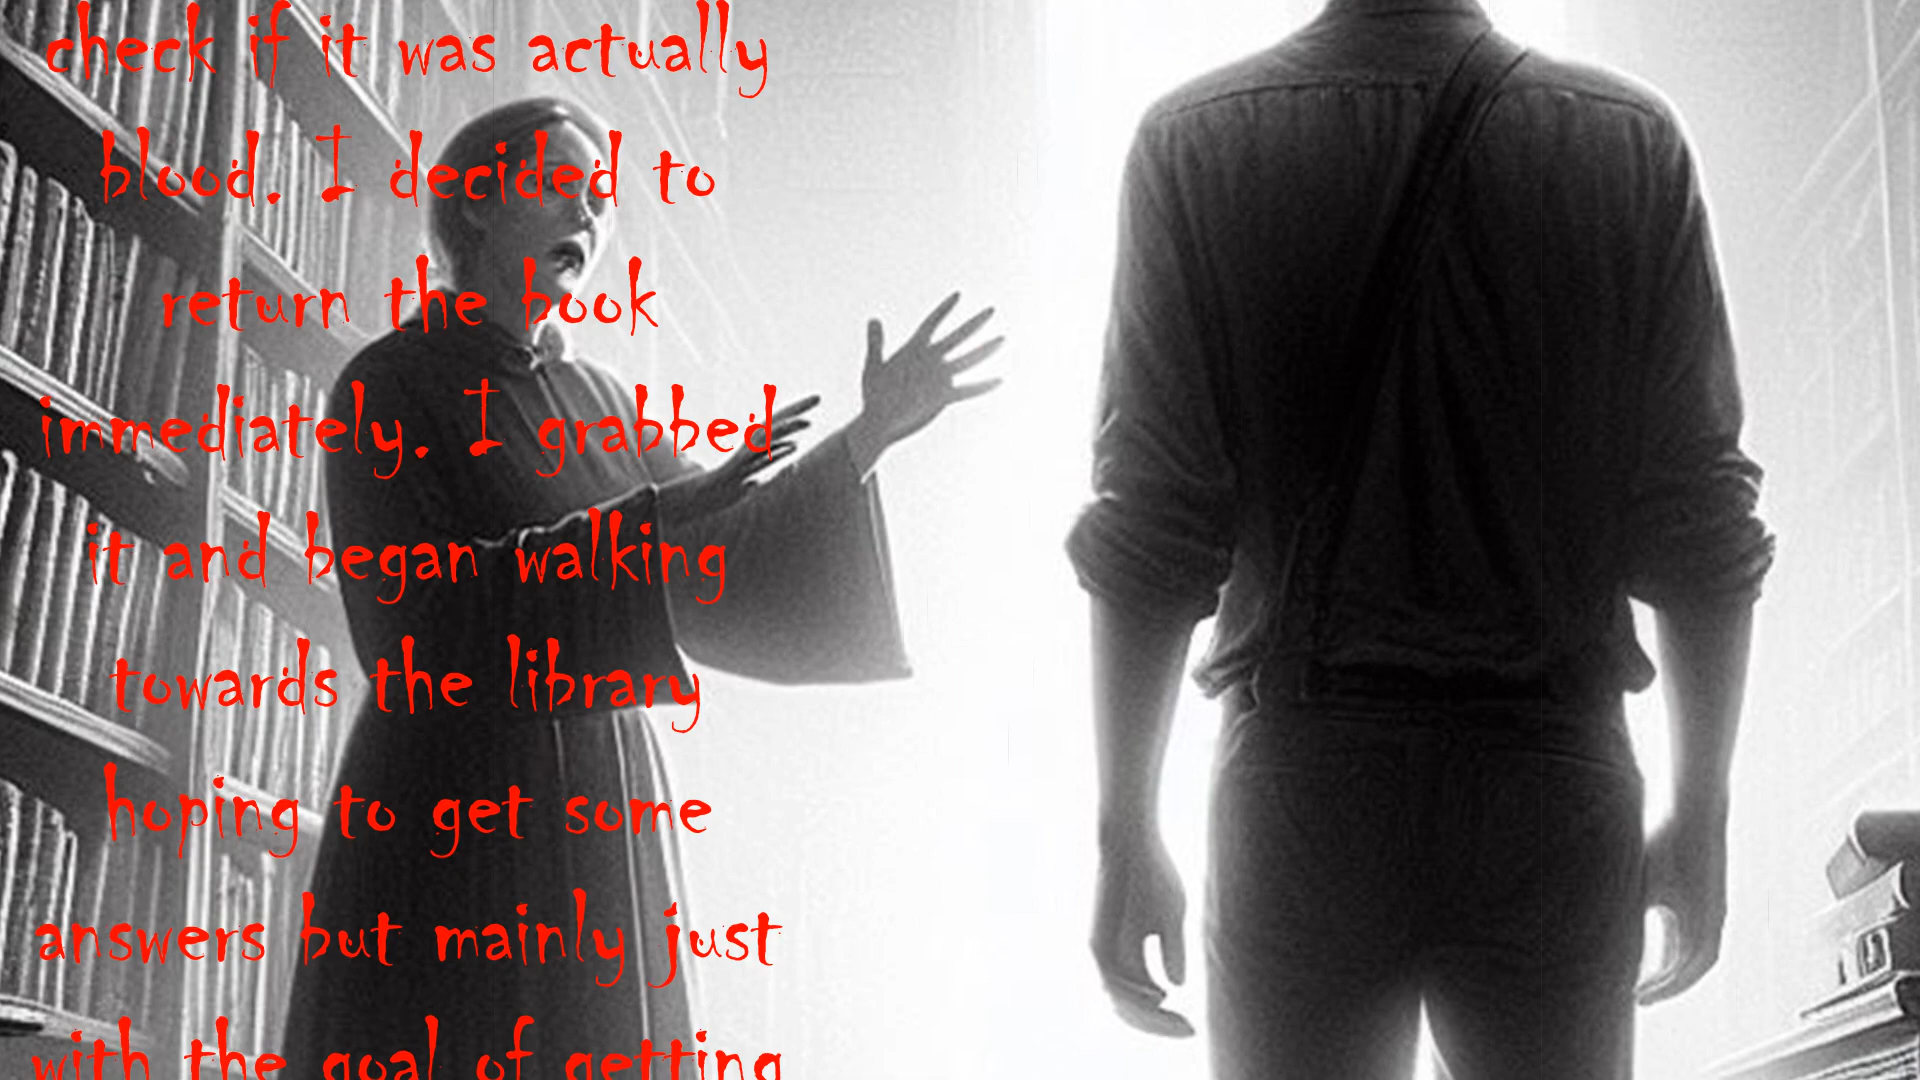 check if it was actually
blood. I decided to
return the book
immediately. I grabbed
it and began walking
towards the library
hoping to get some
answers but mainly just
with the goal of getting